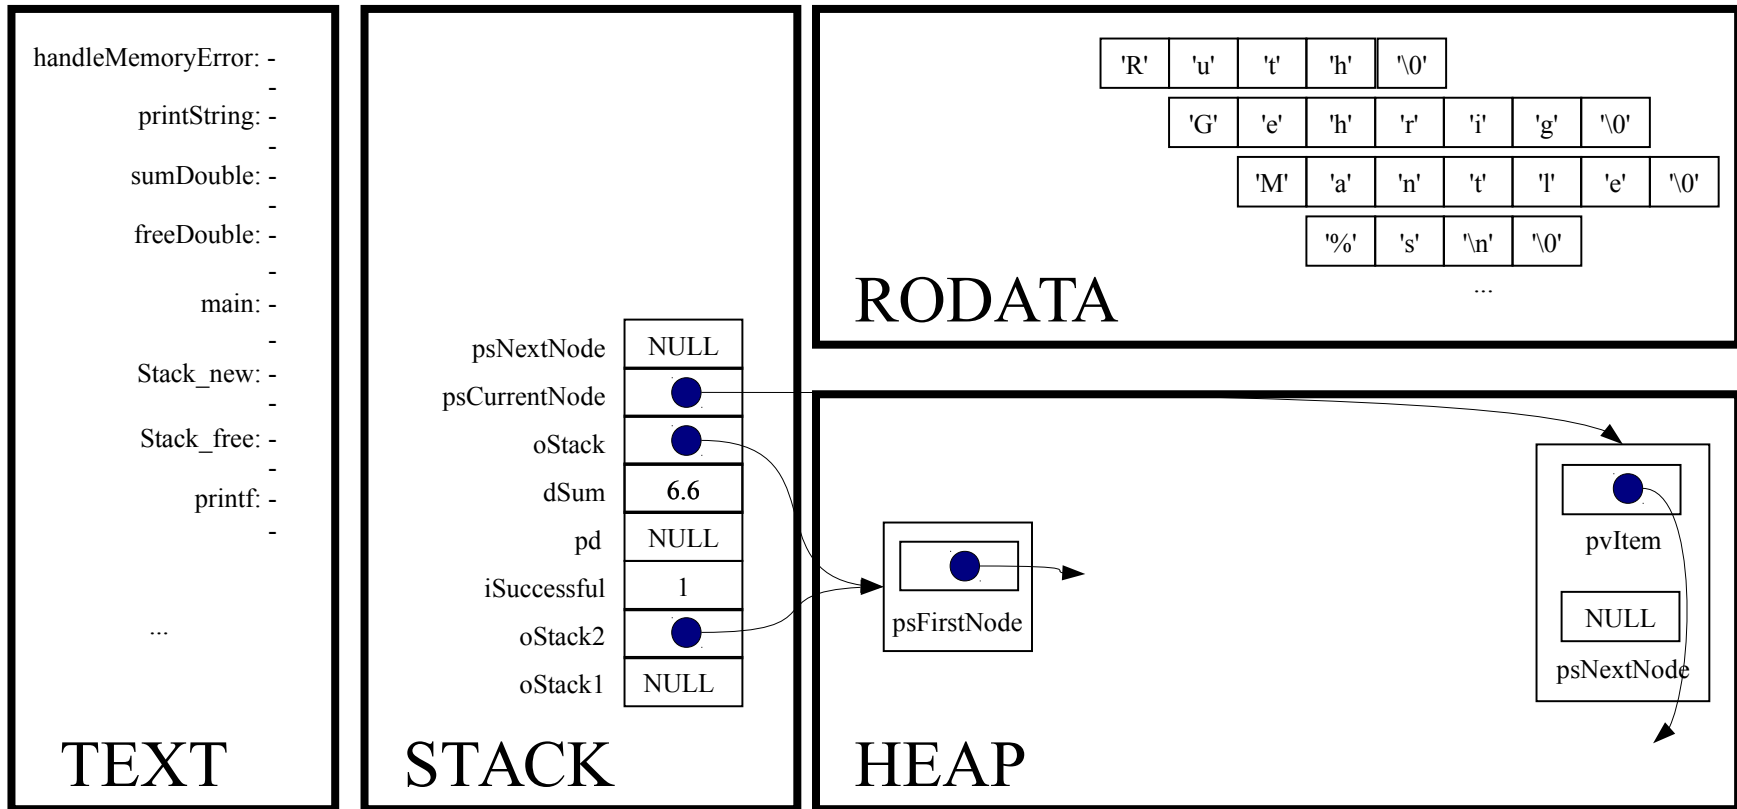 handleMemoryError: -
-
printString: -
-
sumDouble: -
-
freeDouble: -
-
main: -
-
Stack_new: -
-
Stack_free: -
-
printf: -
-
...
TEXT
psNextNode NULL
psCurrentNode
oStack
dSum 6.6
pd NULL
iSuccessful 1
oStack2
oStack1 NULL
STACK
'R' 'u' 't' 'h' '\0'
'G' 'e' 'h' 'r' 'i' 'g' '\0'
'M' 'a' 'n' 't' 'l' 'e' '\0'
'%' 's' '\n' '\0'
...
RODATA
psFirstNode
pvItem
NULL
psNextNode
HEAP